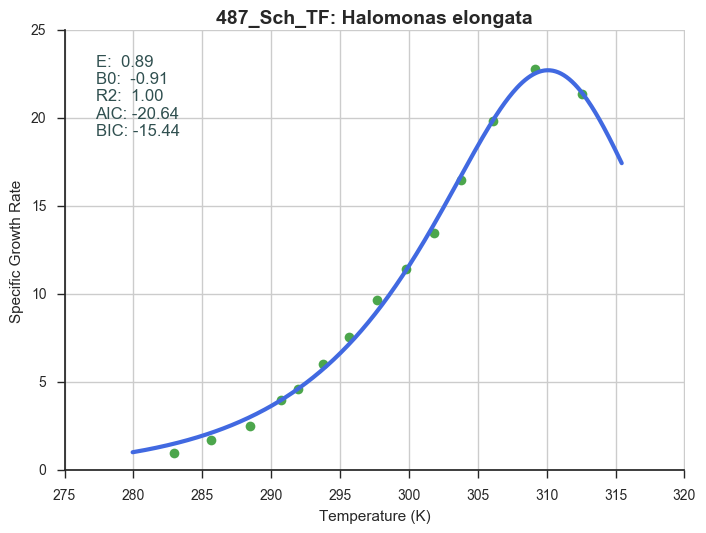 487_Sch_TF: Halomonas elongata
E:  0.89
B0:  -0.91
R2:  1.00
AIC: -20.64
BIC: -15.44
Specific Growth Rate
25
20
15
10
5
0
275 280 285 290 295 300 305 310 315 320
Temperature (K)